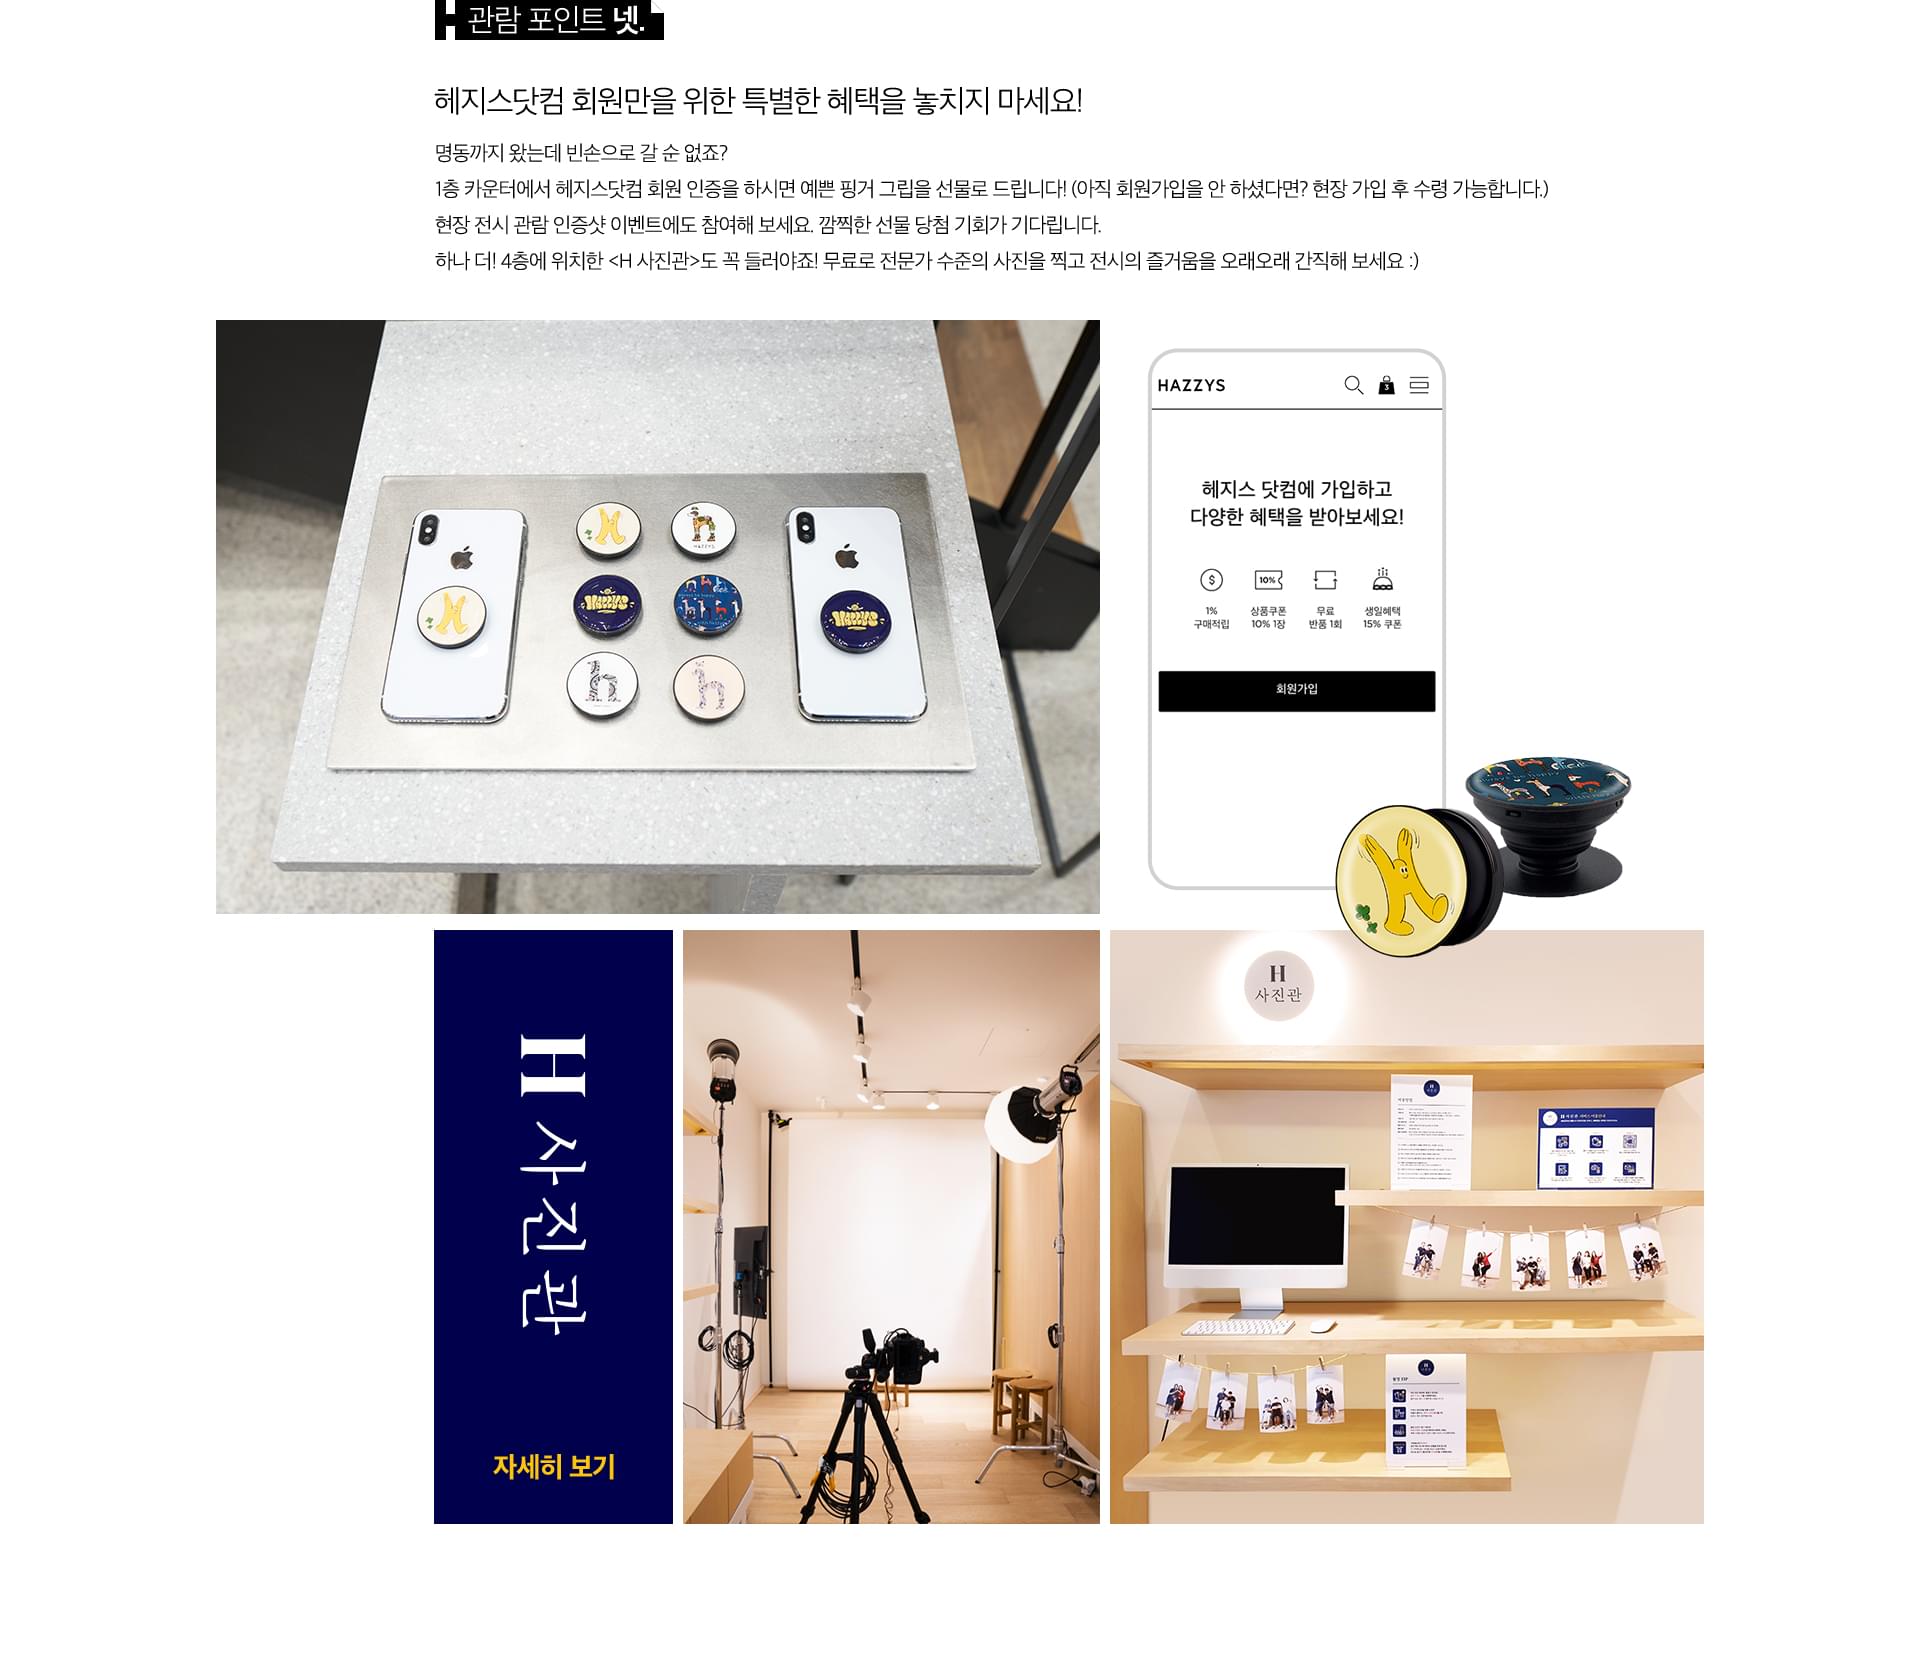 H 관람 포인트 넷.
헤지스닷컴 회원만을 위한 특별한 혜택을 놓치지 마세요!
명동까지 왔는데 빈손으로 갈 순 없죠?
1층 카운터에서 헤지스닷컴 회원 인증을 하시면 예쁜 핑거 그립을 선물로 드립니다! (아직 회원가입을 안 하셨다면? 현장 가입 후 수령 가능합니다.)
현장 전시 관람 인증샷 이벤트에도 참여해 보세요. 깜찍한 선물 당첨 기회가 기다립니다.
하나 더! 4층에 위치한 <H 사진관>도 꼭 들러야죠! 무료로 전문가 수준의 사진을 찍고 전시의 즐거움을 오래오래 간직해 보세요 :)
HAZZYS
HAZZYS
HAZZYS
h
h
HAZZYS
3
헤지스 닷컴에 가입하고
다양한 혜택을 받아보세요!
$
10%
1%
구매적립
상품쿠폰
10% 1장
무료
반품 1회
생일혜택
15% 쿠폰
회원가입
always be happy
H 사진관
자세히 보기
H
사진관